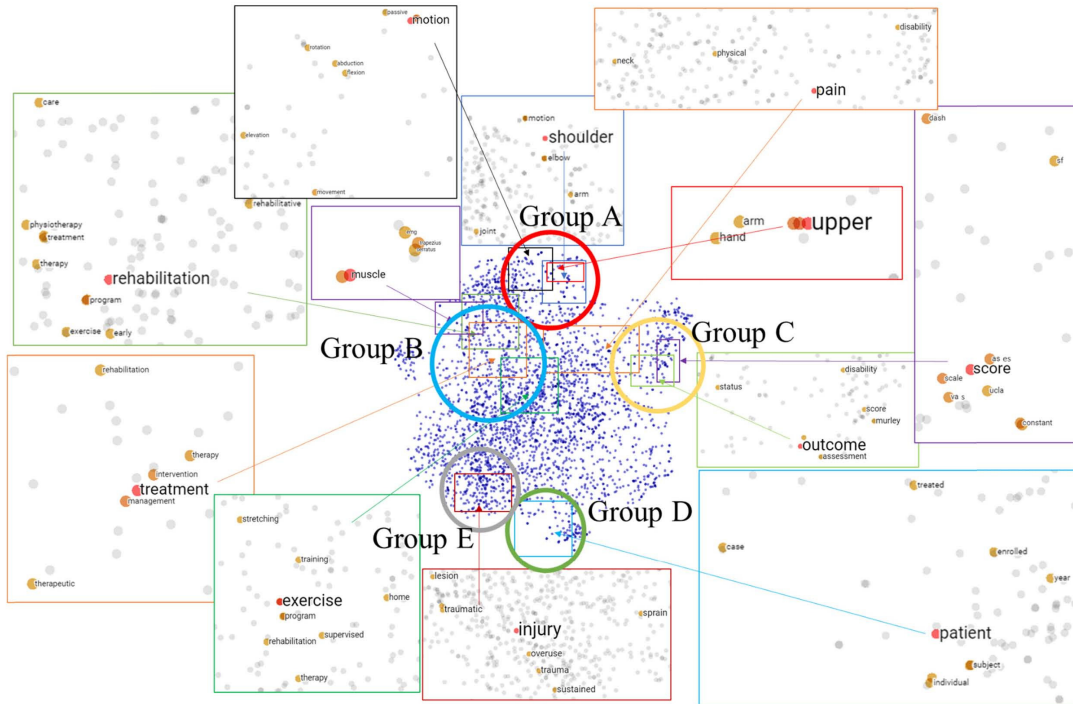 passive
motion
rotation
abduction
flexion
elevation
movement
disability
physical
neck
pain
care
rehabilitative
physiotherapy
treatment
therapy
rehabilitation
program
exercise
early
motion
shoulder
elbow
arm
joint
Group A
arm
upper
hand
dash
sf
as es
score
scale
ucla
va s
constant
muscle
Group B
Group C
disability
status
score
murley
outcome
assessment
rehabilitation
therapy
intervention
treatment
management
therapeutic
stretching
training
exercise
home
program
supervised
rehabilitation
therapy
Group E
Group D
lesion
traumatic
sprain
injury
overuse
trauma
sustained
treated
case
enrolled
year
patient
subject
individual